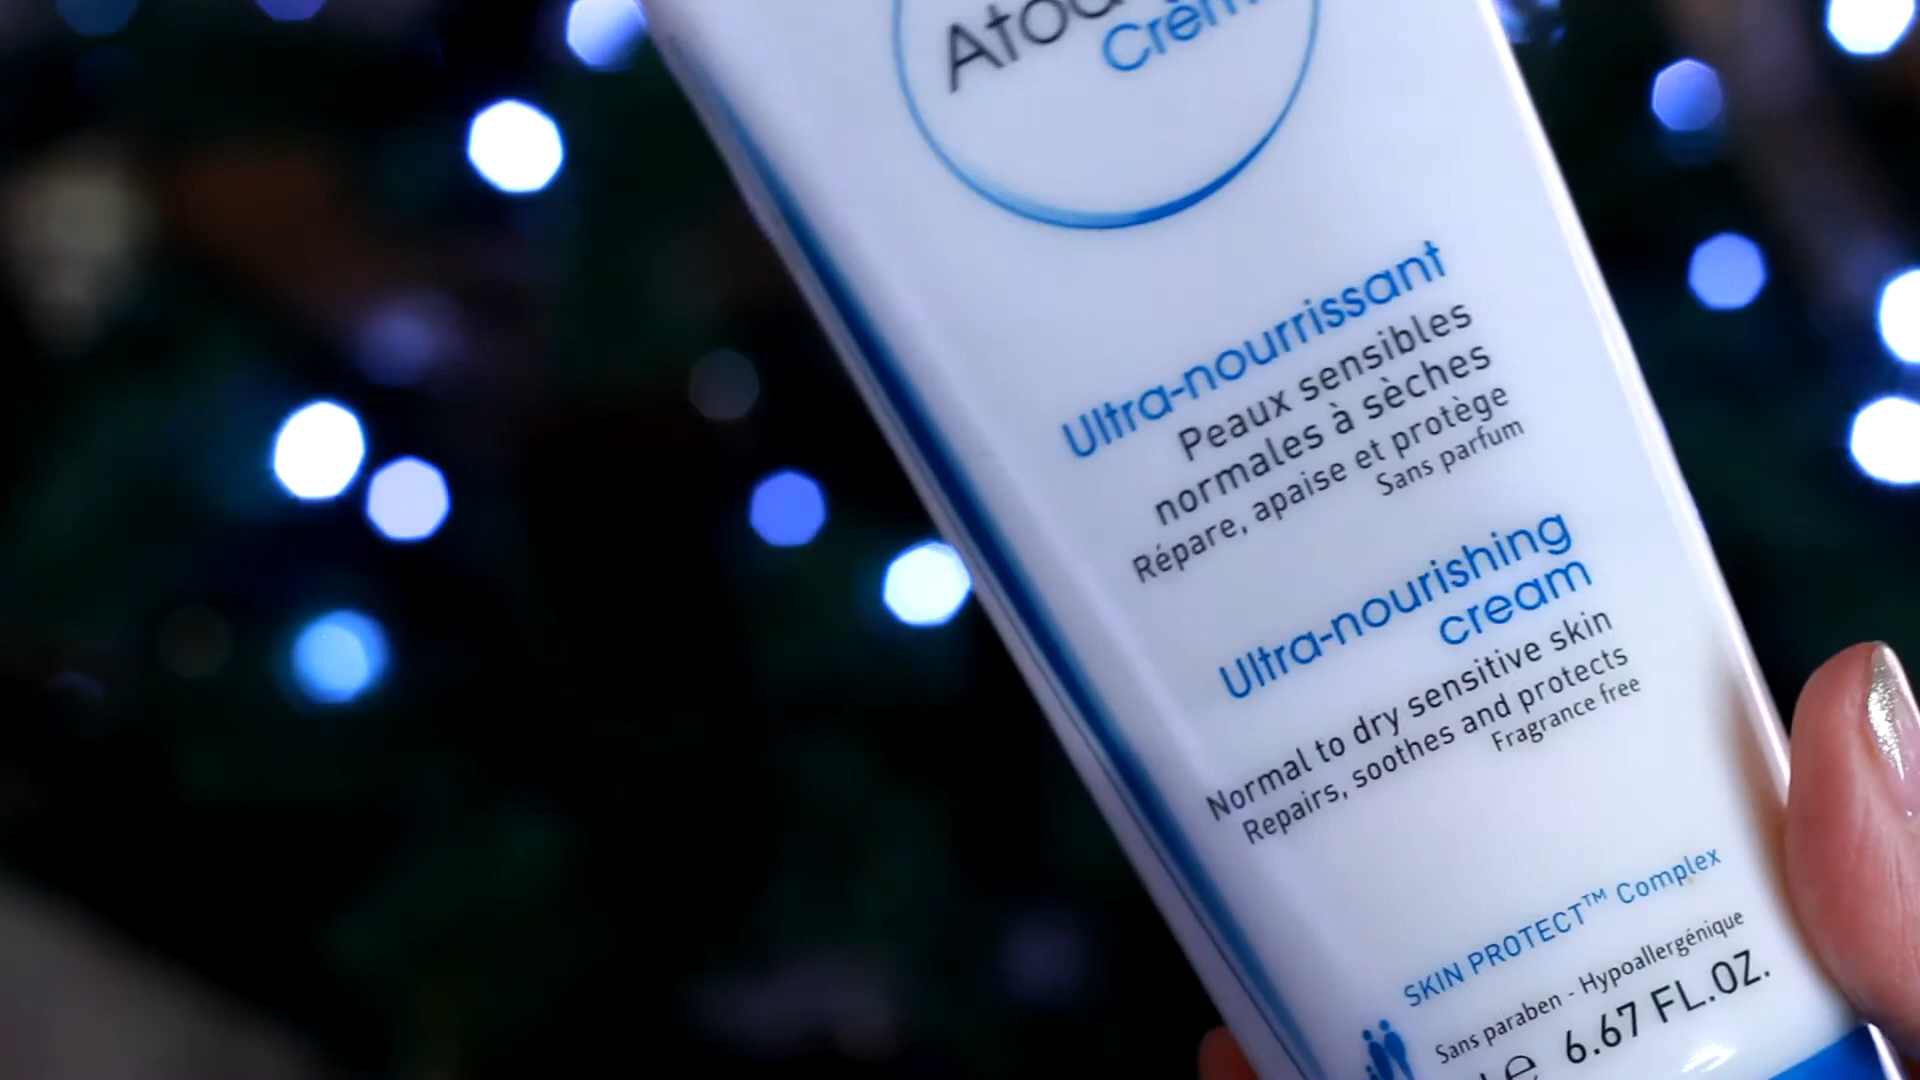 Ultra-nourrissant
Peaux sensibles
normales à sèches
Répare, apaise et protège
Sans parfum
Ultra-nourishing
cream
Normal to dry sensitive skin
Repairs, soothes and protects
Fragrance free
SKIN PROTECT™ Complex
Sans paraben - Hypoallergénique
6.67 FL.OZ.